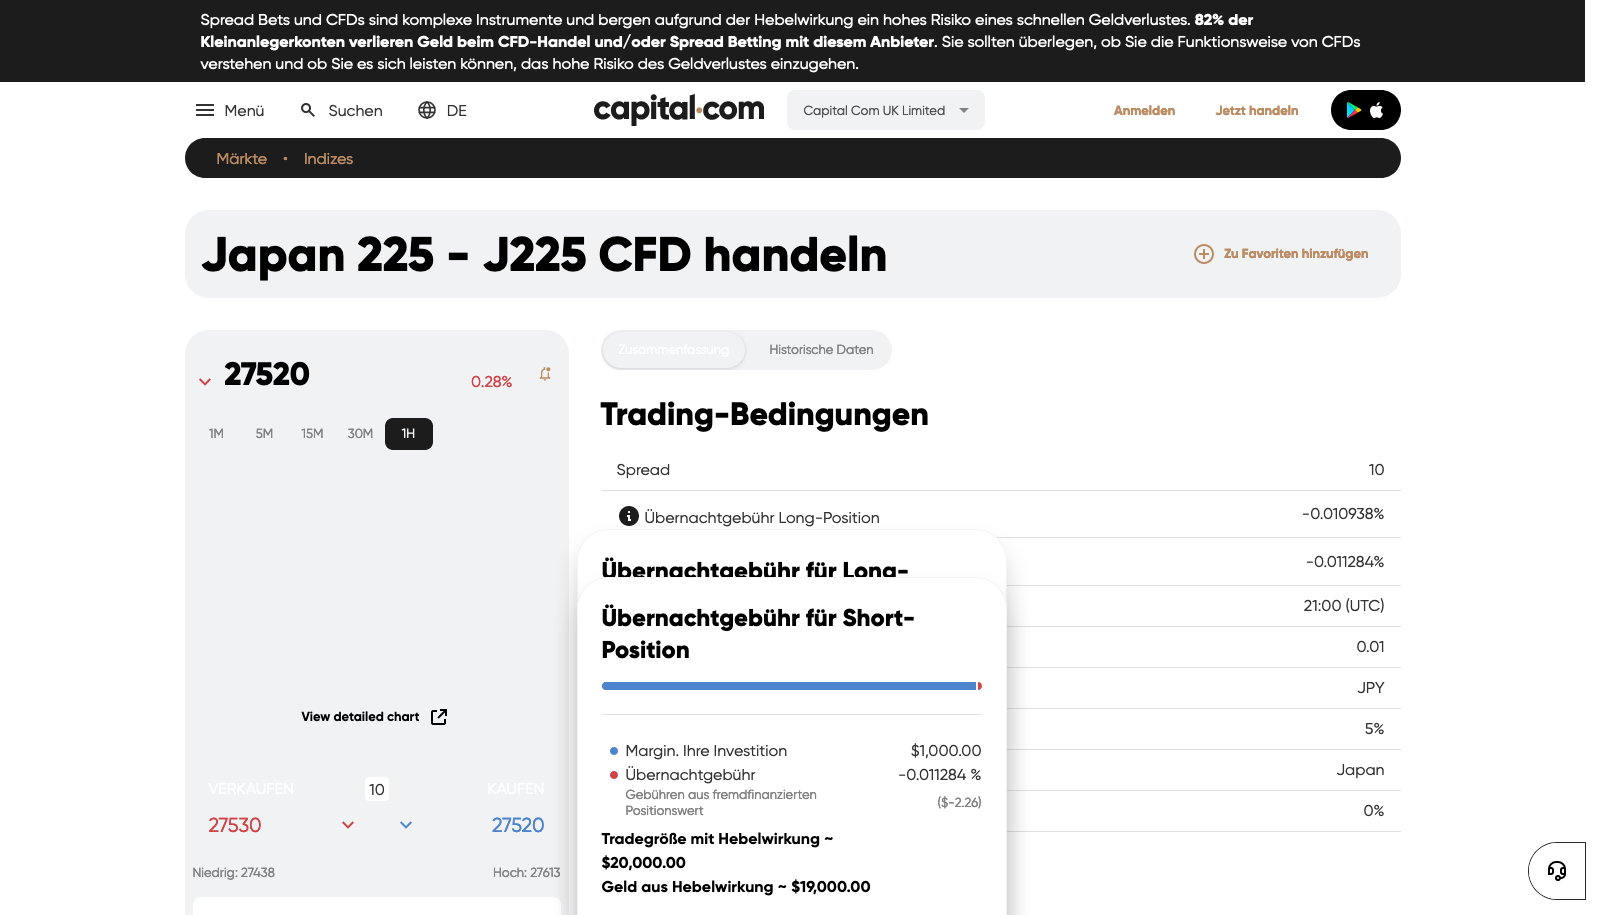 Spread Bets und CFDs sind komplexe Instrumente und bergen aufgrund der Hebelwirkung ein hohes Risiko eines schnellen Geldverlustes. 82% der
Kleinanlegerkonten verlieren Geld beim CFD-Handel und/oder Spread Betting mit diesem Anbieter. Sie sollten überlegen, ob Sie die Funktionsweise von CFDs
verstehen und ob Sie es sich leisten können, das hohe Risiko des Geldverlustes einzugehen.
Menü Suchen DE capital.com Capital Com UK Limited Anmelden Jetzt handeln
Märkte • Indizes
Japan 225 - J225 CFD handeln
Zu Favoriten hinzufügen
27520 0.28%
1M 5M 15M 30M 1H
View detailed chart
VERKAUFEN 10 KAUFEN
27530 27520
Niedrig: 27438 Hoch: 27613
Zusammenfassung Historische Daten
Trading-Bedingungen
Spread 10
Übernachtgebühr Long-Position -0.010938%
Übernachtgebühr für Long-
-0.011284%
21:00 (UTC)
0.01
JPY
5%
Japan
0%
Übernachtgebühr für Short-
Position
Margin. Ihre Investition $1,000.00
Übernachtgebühr -0.011284 %
Gebühren aus fremdfinanzierten
Positionswert ($-2.26)
Tradegröße mit Hebelwirkung ~
$20,000.00
Geld aus Hebelwirkung ~ $19,000.00